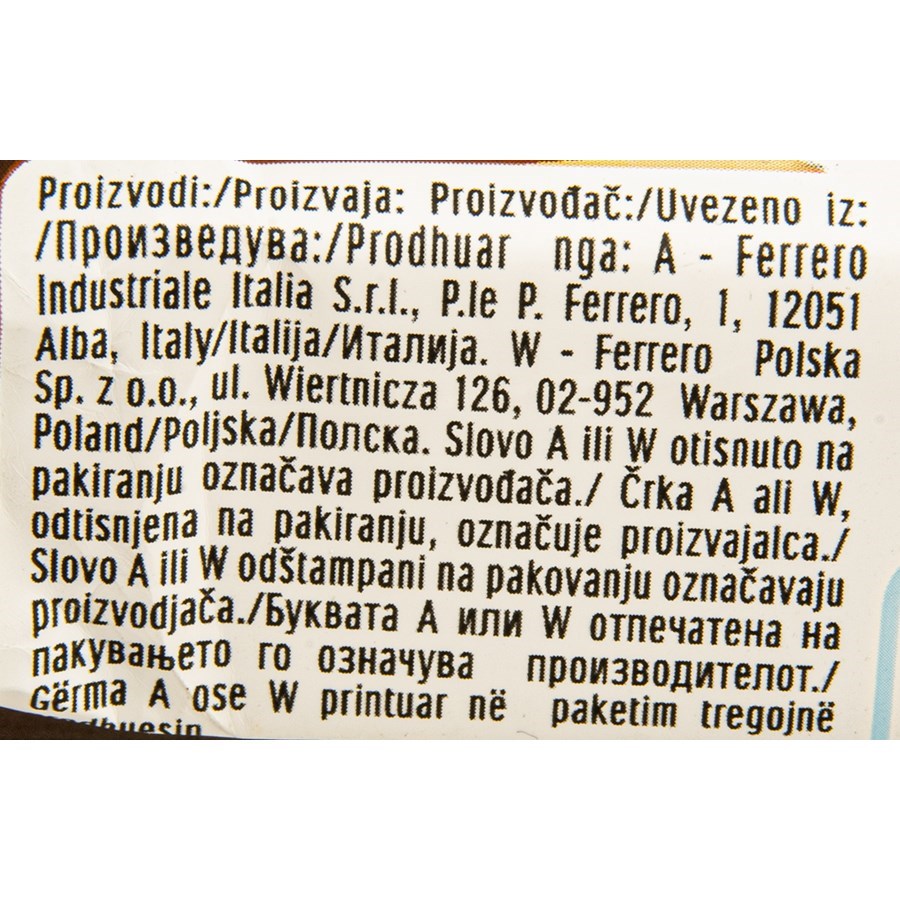 Proizvodi:/Proizvaja: Proizvođač:/Uvezeno iz:
/Произведува:/Prodhuar nga: A - Ferrero
Industriale Italia S.r.l., P.le P. Ferrero, 1, 12051
Alba, Italy/Italija/Италија. W - Ferrero Polska
Sp. z o.o., ul. Wiertnicza 126, 02-952 Warszawa,
Poland/Poljska/Полска. Slovo A ili W otisnuto na
pakiranju označava proizvođača./ Črka A ali W,
odtisnjena na pakiranju, označuje proizvajalca./
Slovo A ili W odštampani na pakovanju označavaju
proizvodjača./Буквата A или W отпечатена на
пакувањето го означува производителот./
Gërma A ose W printuar në paketim tregojnë